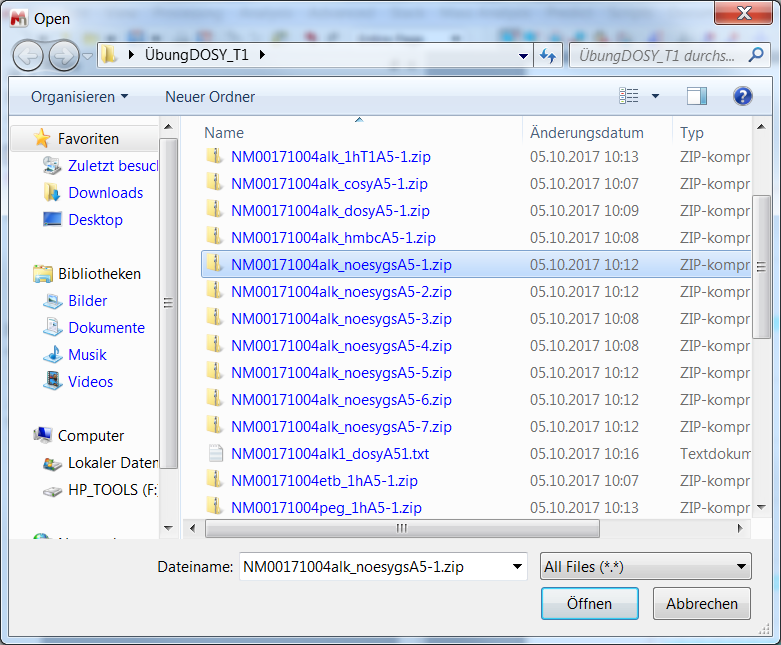 Open
ÜbungDOSY_T1
ÜbungDOSY_T1 durchs...
Organisieren
Neuer Ordner
Name
Änderungsdatum
Typ
Favoriten
Zuletzt besuch
Downloads
Desktop
Bibliotheken
Bilder
Dokumente
Musik
Videos
Computer
Lokaler Daten
HP_TOOLS (F:
NM00171004alk_1hT1A5-1.zip 05.10.2017 10:13 ZIP-kompr
NM00171004alk_cosyA5-1.zip 05.10.2017 10:07 ZIP-kompr
NM00171004alk_dosyA5-1.zip 05.10.2017 10:09 ZIP-kompr
NM00171004alk_hmbcA5-1.zip 05.10.2017 10:08 ZIP-kompr
NM00171004alk_noesygsA5-1.zip 05.10.2017 10:12 ZIP-kompr
NM00171004alk_noesygsA5-2.zip 05.10.2017 10:12 ZIP-kompr
NM00171004alk_noesygsA5-3.zip 05.10.2017 10:08 ZIP-kompr
NM00171004alk_noesygsA5-4.zip 05.10.2017 10:08 ZIP-kompr
NM00171004alk_noesygsA5-5.zip 05.10.2017 10:12 ZIP-kompr
NM00171004alk_noesygsA5-6.zip 05.10.2017 10:12 ZIP-kompr
NM00171004alk_noesygsA5-7.zip 05.10.2017 10:12 ZIP-kompr
NM00171004alk1_dosyA51.txt 05.10.2017 10:16 Textdokum
NM00171004etb_1hA5-1.zip 05.10.2017 10:07 ZIP-kompr
NM00171004peg_1hA5-1.zip 05.10.2017 10:13 ZIP-kompr
Dateiname: NM00171004alk_noesygsA5-1.zip
All Files (*.*)
Öffnen
Abbrechen